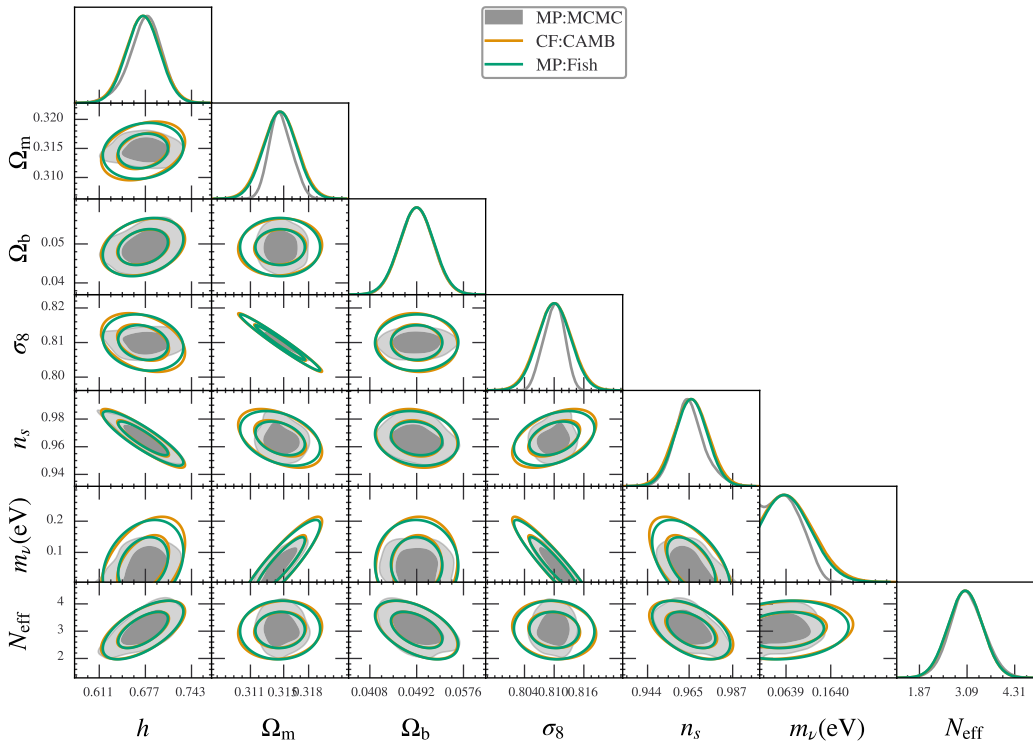 MP:MCMC
CF:CAMB
MP:Fish
Ωm
0.320
0.315
0.310
Ωb
0.05
0.04
σ8
0.82
0.81
0.80
ns
0.98
0.96
0.94
mν(eV)
0.2
0.1
Neff
4
3
2
0.611 0.677 0.743
0.311 0.315 0.318
0.0408 0.0492 0.0576
0.804 0.810 0.816
0.944 0.965 0.987
0.0639 0.1640
1.87 3.09 4.31
h Ωm Ωb σ8 ns mν(eV) Neff